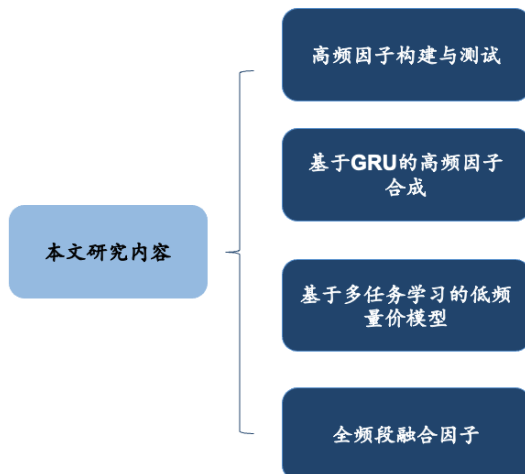 高频因子构建与测试
基于GRU的高频因子
合成
本文研究内容
基于多任务学习的低频
量价模型
全频段融合因子